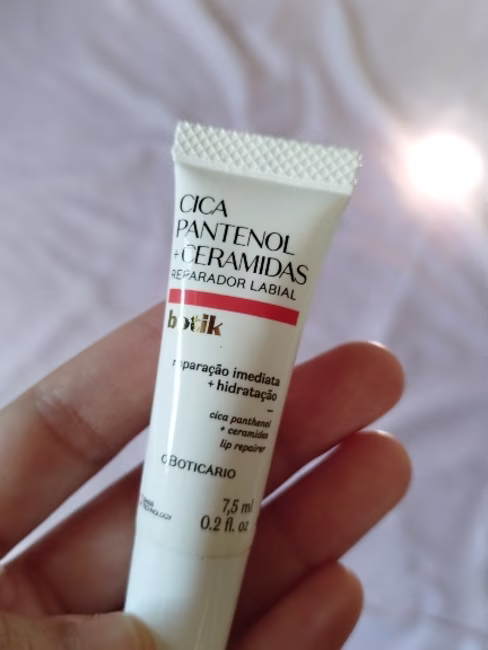 CICA
PANTENOL
+CERAMIDAS
REPARADOR LABIAL
botik
reparação imediata
+hidratação
cica panthenol
+ ceramides
lip repairer
OBOTICÁRIO
7,5 ml
0.2 fl. oz